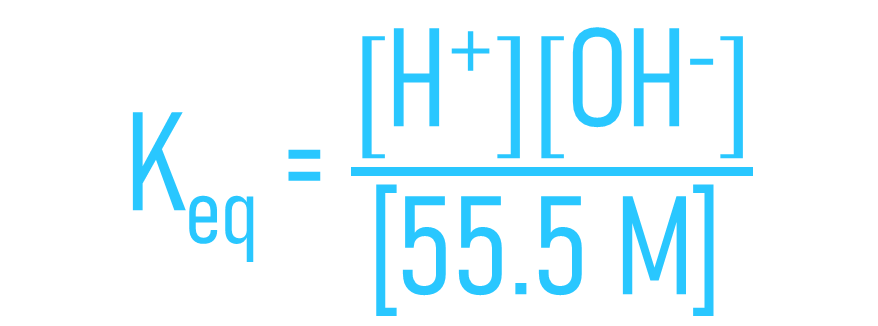 Keq = [H⁺][OH⁻]
[55.5 M]